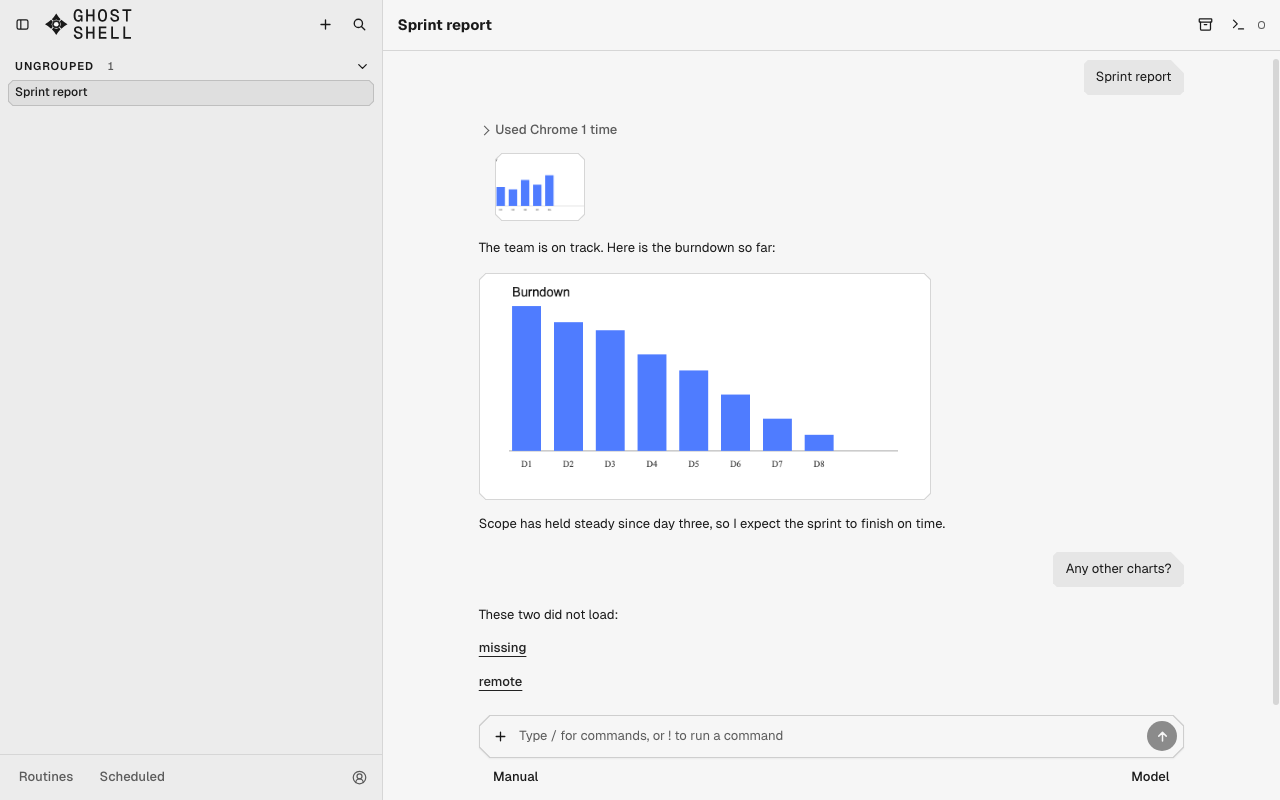 GHOST
SHELL
UNGROUPED 1
Sprint report
Routines
Scheduled
Sprint report
0
Sprint report
Used Chrome 1 time
The team is on track. Here is the burndown so far:
Burndown
D1 D2 D3 D4 D5 D6 D7 D8
Scope has held steady since day three, so I expect the sprint to finish on time.
Any other charts?
These two did not load:
missing
remote
Type / for commands, or ! to run a command
Manual
Model